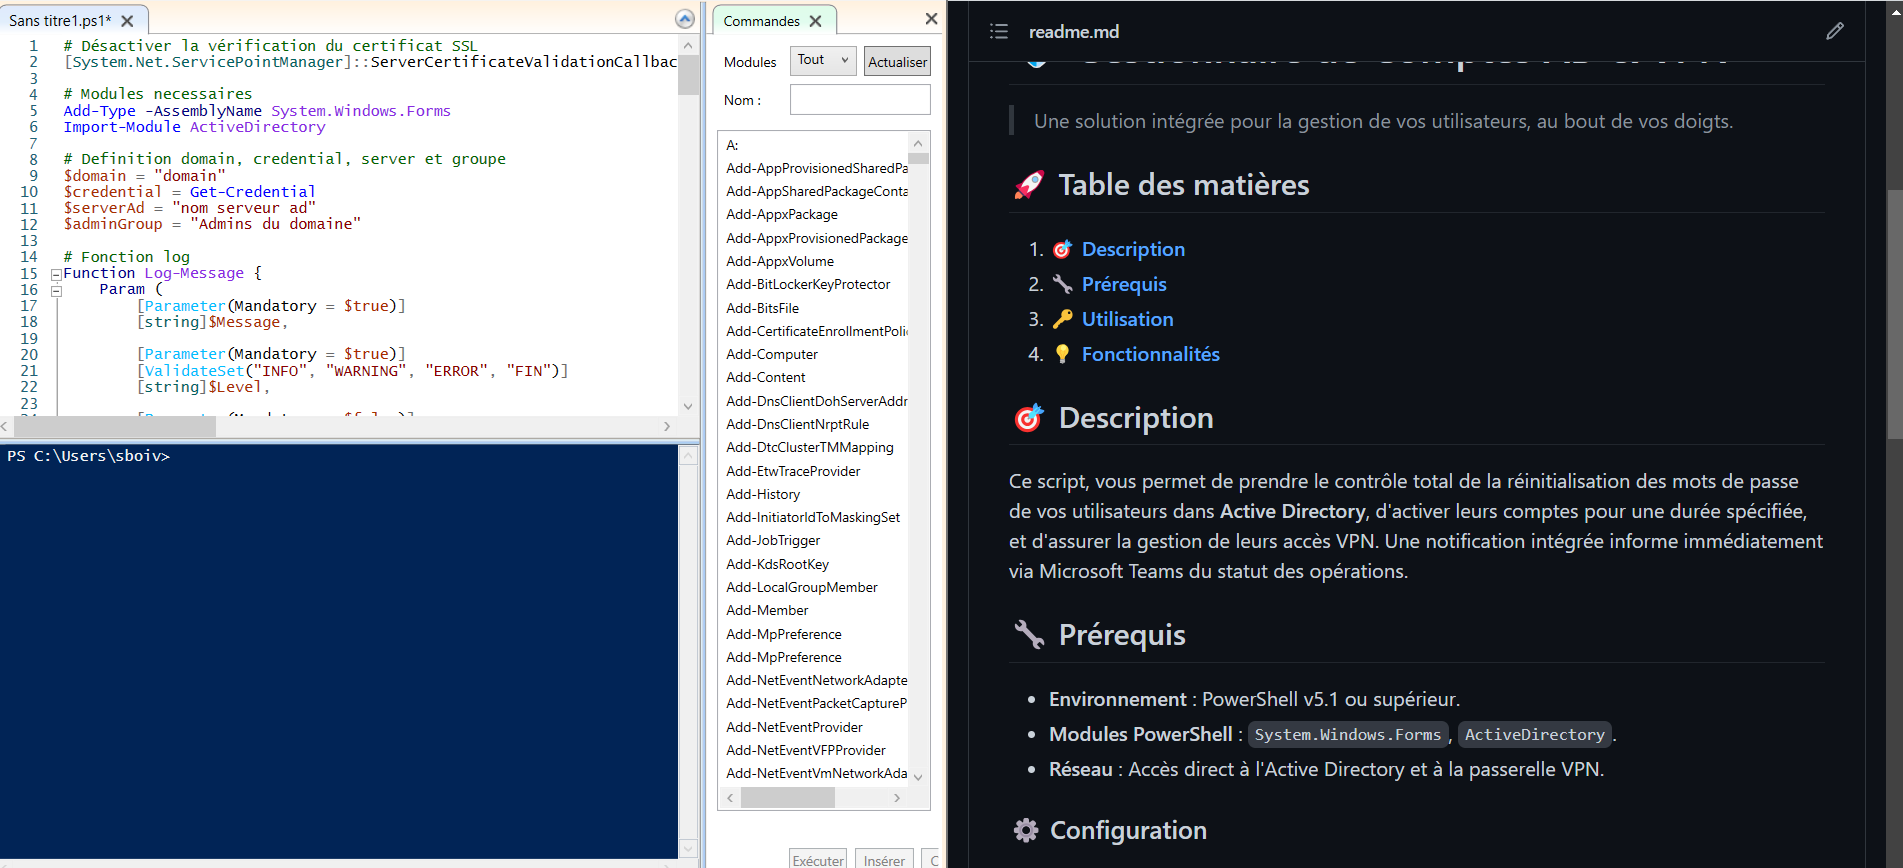 Sans titre1.ps1*
1 # Désactiver la vérification du certificat SSL
2 [System.Net.ServicePointManager]::ServerCertificateValidationCallbac
3
4 # Modules necessaires
5 Add-Type -AssemblyName System.Windows.Forms
6 Import-Module ActiveDirectory
7
8 # Definition domain, credential, server et groupe
9 $domain = "domain"
10 $credential = Get-Credential
11 $serverAd = "nom serveur ad"
12 $adminGroup = "Admins du domaine"
13
14 # Fonction log
15 Function Log-Message {
16 Param (
17 [Parameter(Mandatory = $true)]
18 [string]$Message,
19
20 [Parameter(Mandatory = $true)]
21 [ValidateSet("INFO", "WARNING", "ERROR", "FIN")]
22 [string]$Level,
23
PS C:\Users\sboiv>
Commandes
Modules Tout Actualiser
Nom :
A:
Add-AppProvisionedSharedPa
Add-AppSharedPackageConta
Add-AppxPackage
Add-AppxProvisionedPackage
Add-AppxVolume
Add-BitLockerKeyProtector
Add-BitsFile
Add-CertificateEnrollmentPoli
Add-Computer
Add-Content
Add-DnsClientDohServerAddr
Add-DnsClientNrptRule
Add-DtcClusterTMMapping
Add-EtwTraceProvider
Add-History
Add-InitiatorIdToMaskingSet
Add-JobTrigger
Add-KdsRootKey
Add-LocalGroupMember
Add-Member
Add-MpPreference
Add-MpPreference
Add-NetEventNetworkAdapte
Add-NetEventPacketCaptureP
Add-NetEventProvider
Add-NetEventVFPProvider
Add-NetEventVmNetworkAda
Exécuter Insérer C
readme.md
Une solution intégrée pour la gestion de vos utilisateurs, au bout de vos doigts.
🚀 Table des matières
1. 🎯 Description
2. 🔧 Prérequis
3. 🔑 Utilisation
4. 💡 Fonctionnalités
🎯 Description
Ce script, vous permet de prendre le contrôle total de la réinitialisation des mots de passe
de vos utilisateurs dans Active Directory, d'activer leurs comptes pour une durée spécifiée,
et d'assurer la gestion de leurs accès VPN. Une notification intégrée informe immédiatement
via Microsoft Teams du statut des opérations.
🔧 Prérequis
• Environnement : PowerShell v5.1 ou supérieur.
• Modules PowerShell : System.Windows.Forms, ActiveDirectory.
• Réseau : Accès direct à l'Active Directory et à la passerelle VPN.
⚙️ Configuration